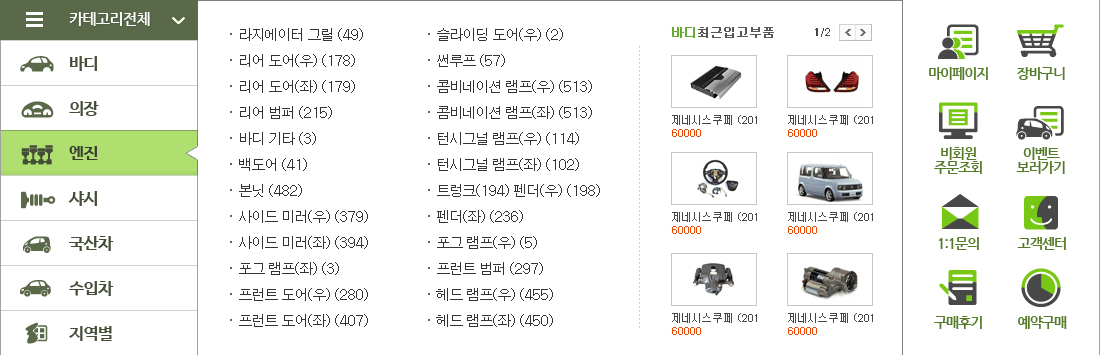 카테고리전체
바디
의장
엔진
샤시
국산차
수입차
지역별
· 라지에이터 그릴 (49)
· 리어 도어(우) (178)
· 리어 도어(좌) (179)
· 리어 범퍼 (215)
· 바디 기타 (3)
· 백도어 (41)
· 본닛 (482)
· 사이드 미러(우) (379)
· 사이드 미러(좌) (394)
· 포그 램프(좌) (3)
· 프런트 도어(우) (280)
· 프런트 도어(좌) (407)
· 슬라이딩 도어(우) (2)
· 썬루프 (57)
· 콤비네이션 램프(우) (513)
· 콤비네이션 램프(좌) (513)
· 턴시그널 램프(우) (114)
· 턴시그널 램프(좌) (102)
· 트렁크(194) 펜더(우) (198)
· 펜더(좌) (236)
· 포그 램프(우) (5)
· 프런트 범퍼 (297)
· 헤드 램프(우) (455)
· 헤드 램프(좌) (450)
바디최근입고부품 1/2
제네시스쿠페 (201 제네시스쿠페 (201
60000 60000
제네시스쿠페 (201 제네시스쿠페 (201
60000 60000
제네시스쿠페 (201 제네시스쿠페 (201
60000 60000
마이페이지 장바구니
비회원 이벤트
주문조회 보러가기
1:1문의 고객센터
구매후기 예약구매